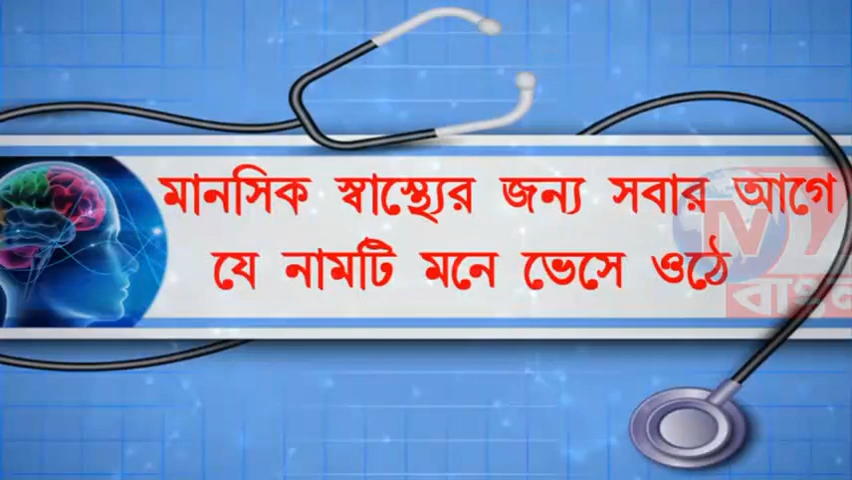 মানসিক স্বাস্থ্যের জন্য সবার আগে
যে নামটি মনে ভেসে ওঠে